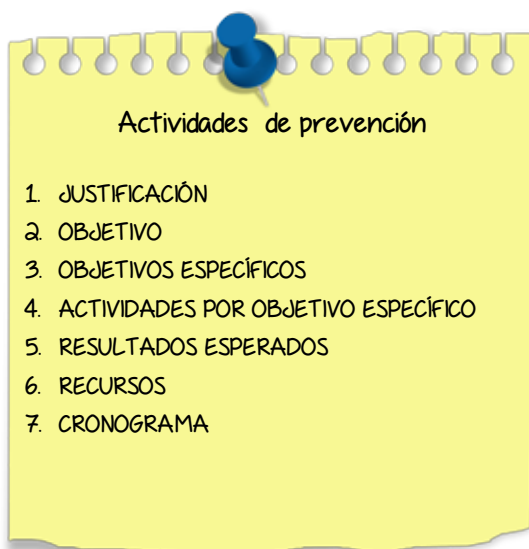 Actividades de prevención
1. JUSTIFICACIÓN
2. OBJETIVO
3. OBJETIVOS ESPECÍFICOS
4. ACTIVIDADES POR OBJETIVO ESPECÍFICO
5. RESULTADOS ESPERADOS
6. RECURSOS
7. CRONOGRAMA